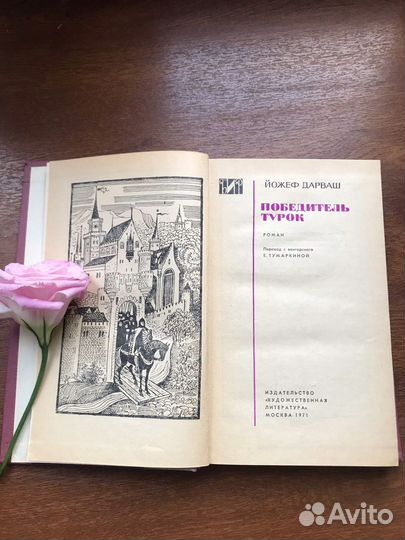 ЙОЖЕФ ДАРВАШ
ПОБЕДИТЕЛЬ
ТУРОК
РОМАН
Перевод с венгерского
Е. ТУМАРКИНОЙ
ИЗДАТЕЛЬСТВО
«ХУДОЖЕСТВЕННАЯ
ЛИТЕРАТУРА»
МОСКВА 1971
Avito